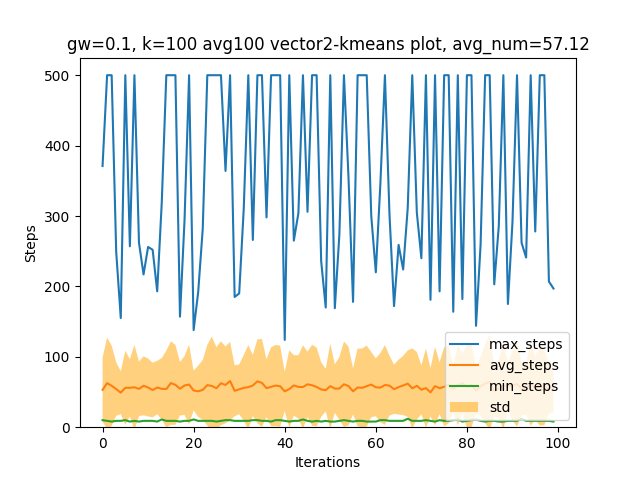 gw=0.1, k=100 avg100 vector2-kmeans plot, avg_num=57.12
500
400
300
200
100
0
Steps
max_steps
avg_steps
min_steps
std
0
20
40
60
80
100
Iterations